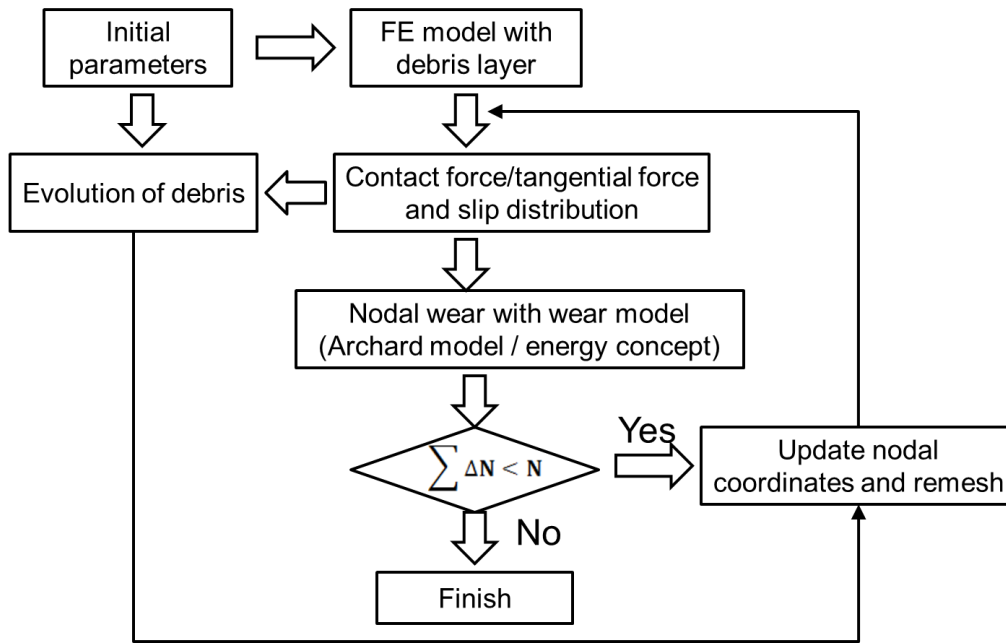 Initial
parameters
FE model with
debris layer
Evolution of debris
Contact force/tangential force
and slip distribution
Nodal wear with wear model
(Archard model / energy concept)
∑ ΔN < N
Yes
Update nodal
coordinates and remesh
No
Finish